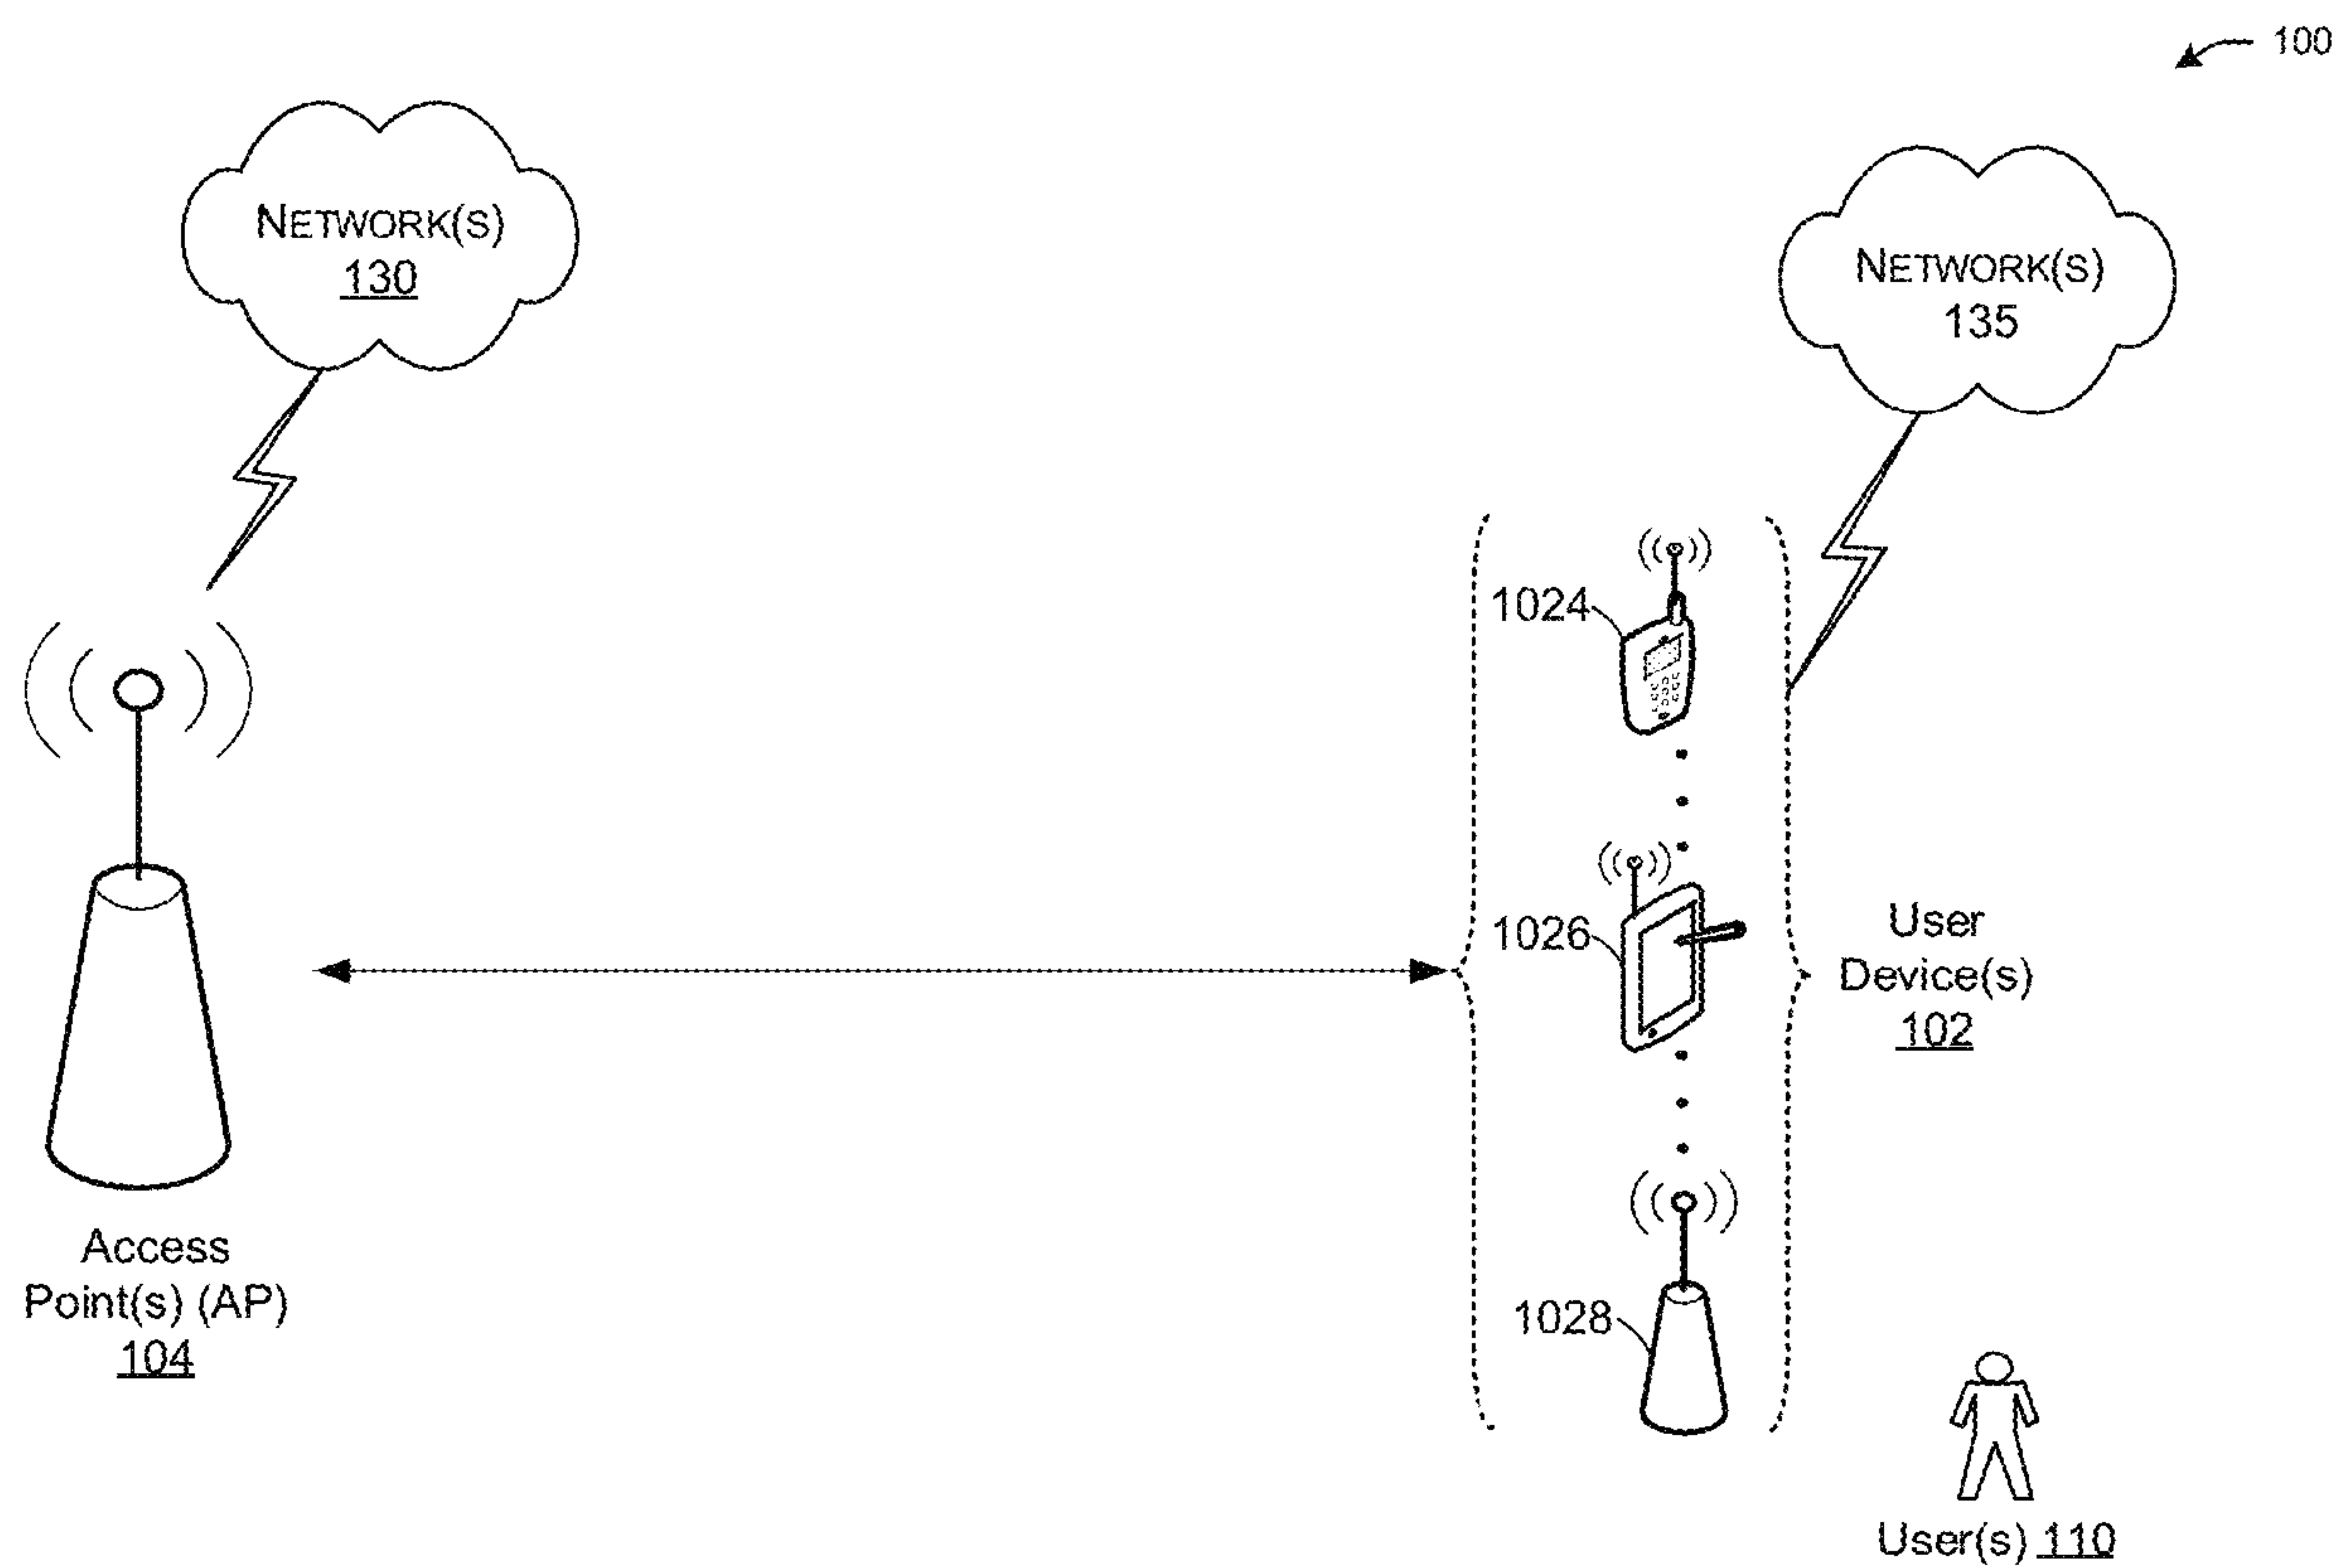 100
NETWORK(S)
130
NETWORK(S)
135
1024
1026
User
Device(s)
102
Access
Point(s) (AP)
104
1028
User(s) 110